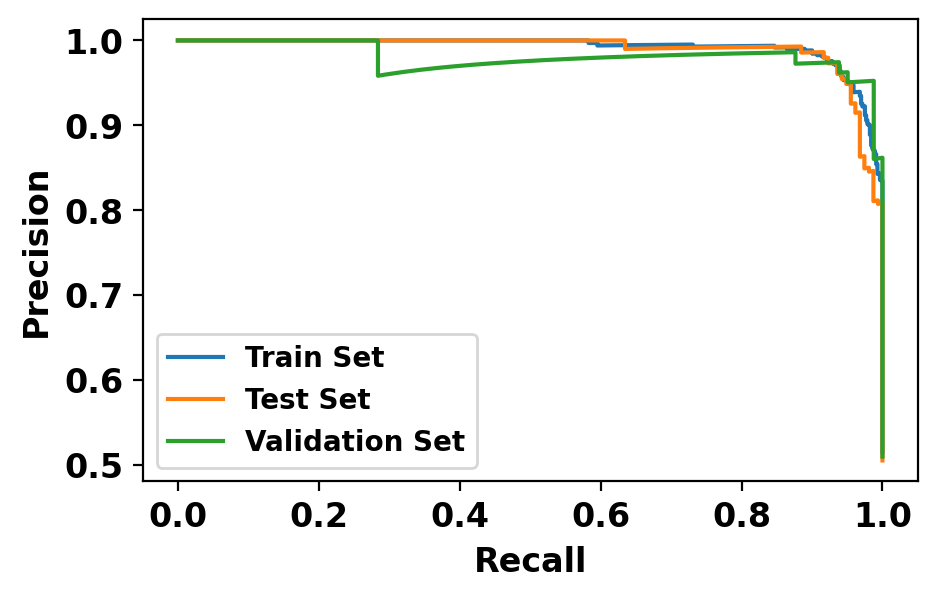 1.0
0.9
0.8
0.7
0.6
0.5
Precision
Train Set
Test Set
Validation Set
0.0 0.2 0.4 0.6 0.8 1.0
Recall